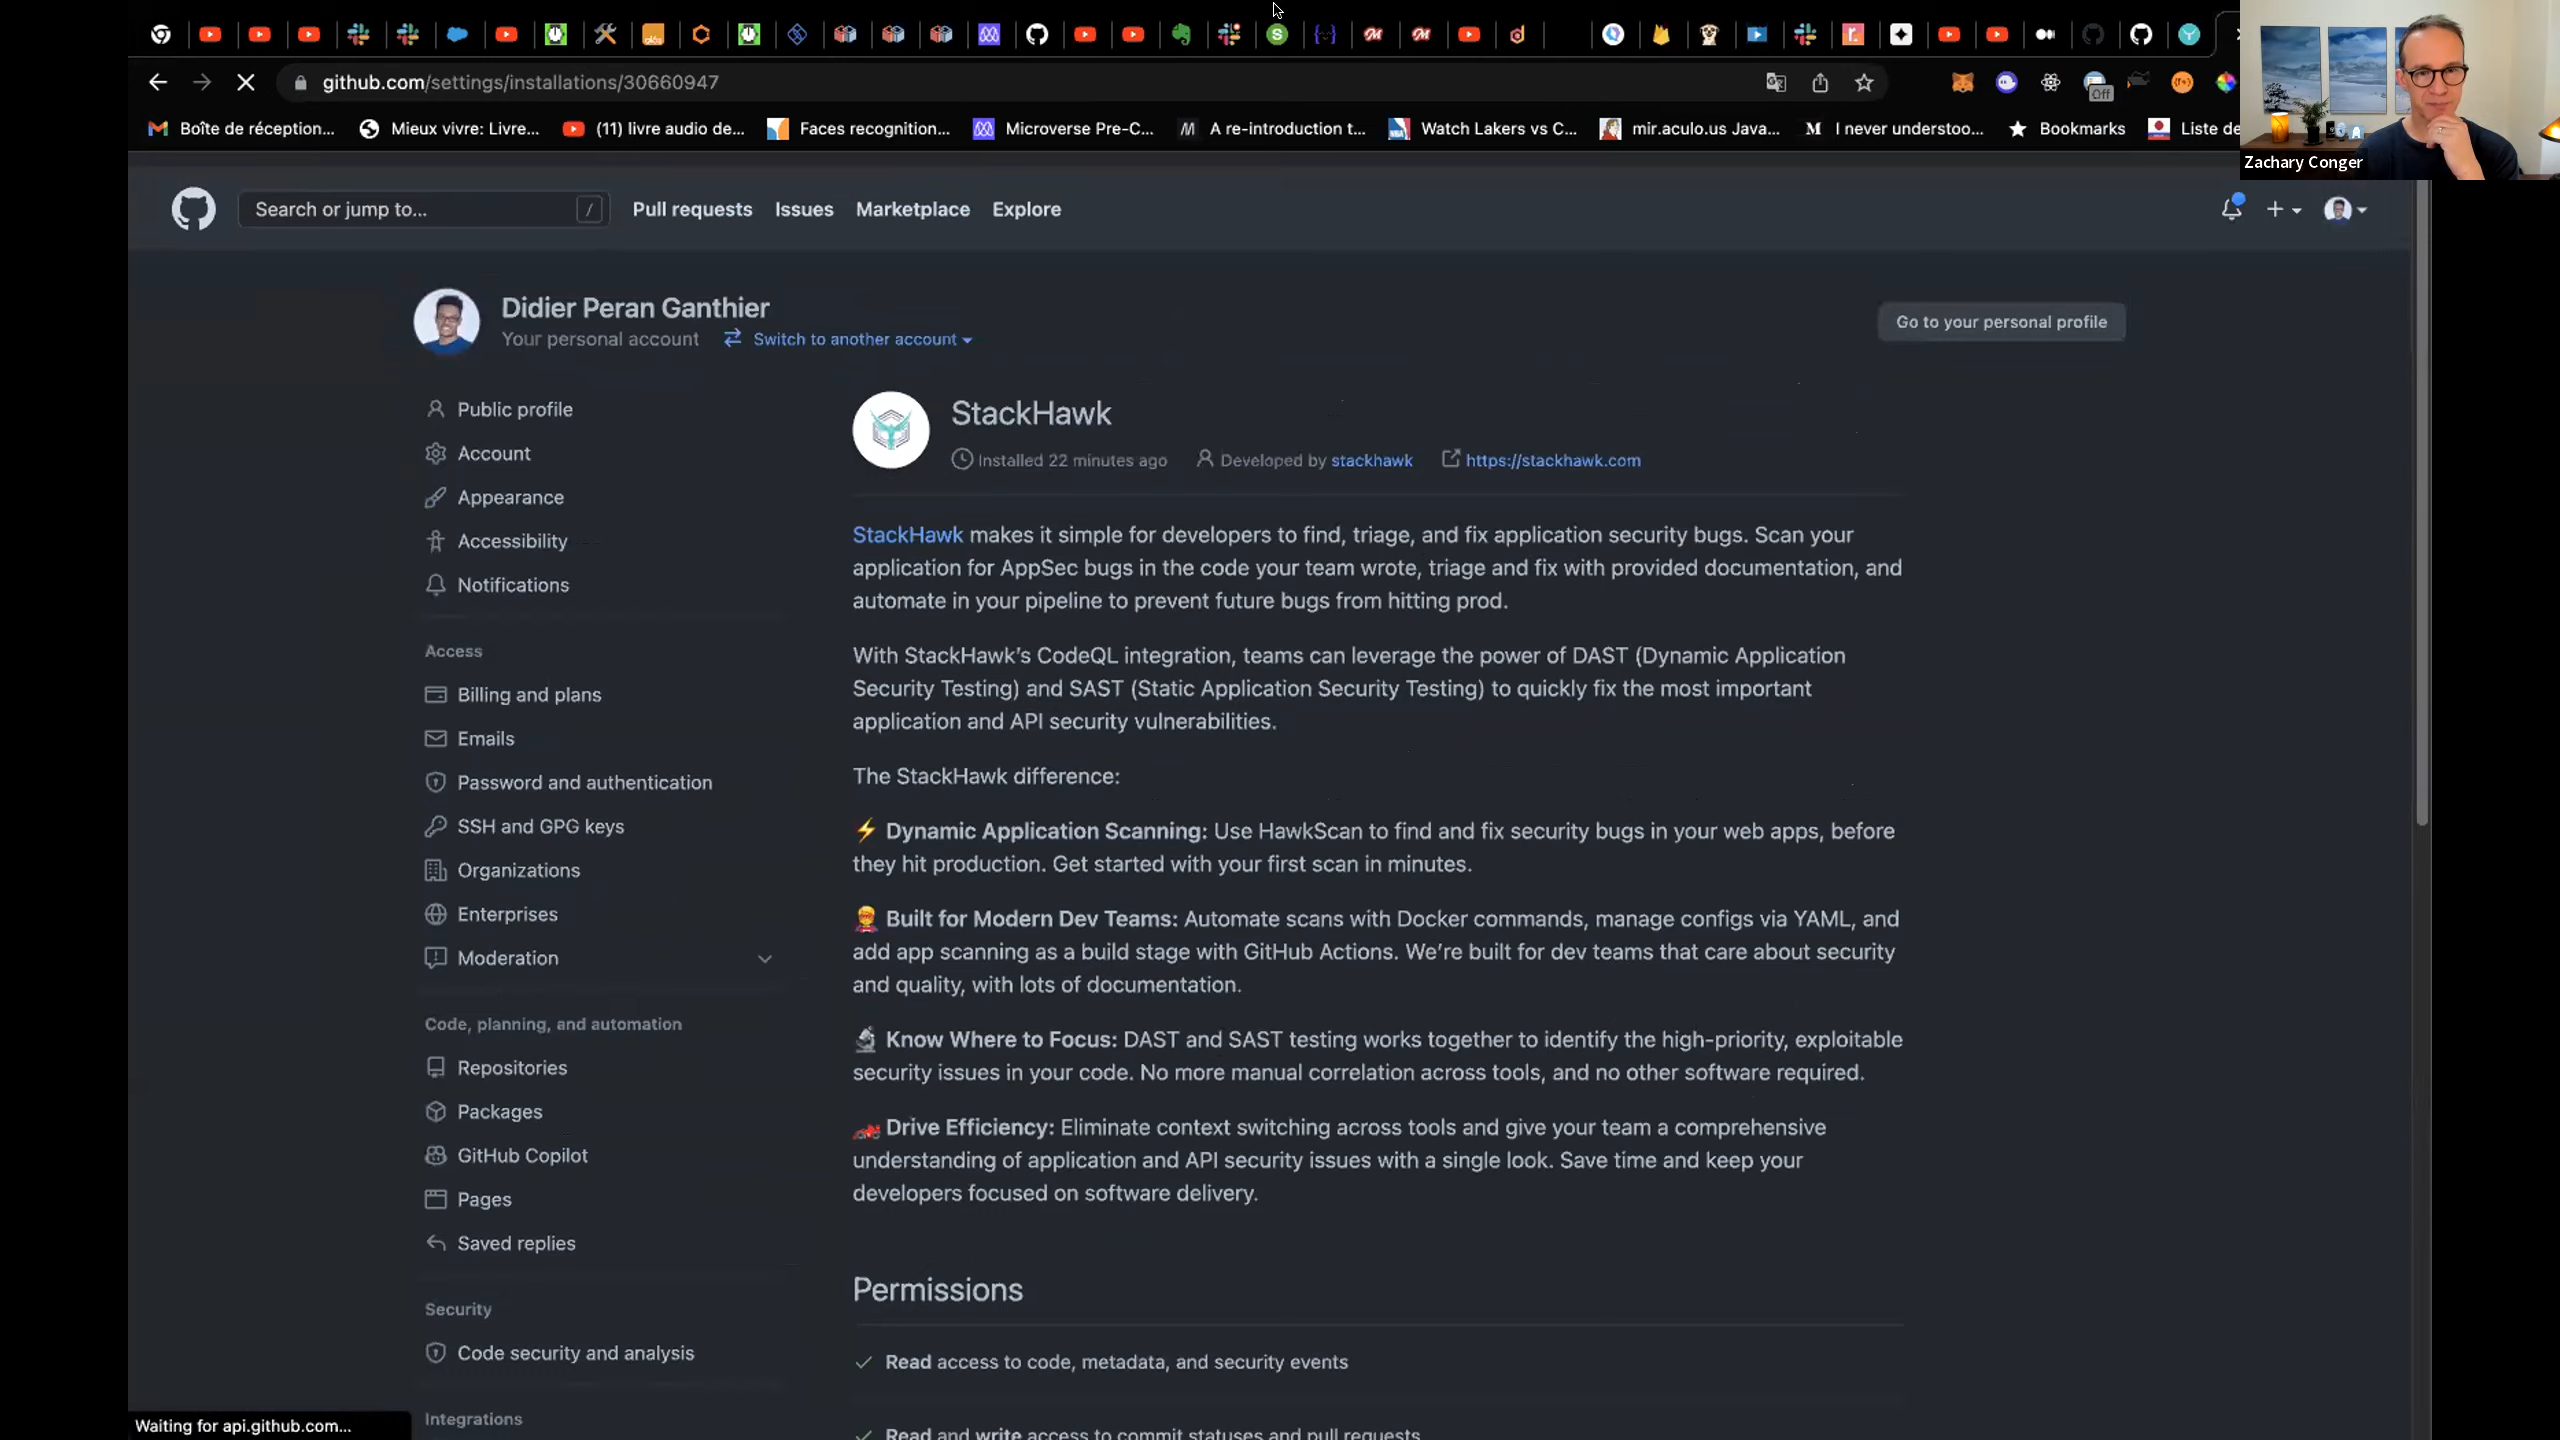 github.com/settings/installations/30660947
Off
Boîte de réception... Mieux vivre: Livre... (11) livre audio de... Faces recognition... Microverse Pre-C... A re-introduction t... Watch Lakers vs C... mir.aculo.us Java... I never understoo... Bookmarks Liste de
Zachary Conger
Search or jump to... / Pull requests Issues Marketplace Explore
Didier Peran Ganthier
Your personal account Switch to another account
Go to your personal profile
Public profile
Account
Appearance
Accessibility
Notifications
Access
Billing and plans
Emails
Password and authentication
SSH and GPG keys
Organizations
Enterprises
Moderation
Code, planning, and automation
Repositories
Packages
GitHub Copilot
Pages
Saved replies
Security
Code security and analysis
Integrations
StackHawk
Installed 22 minutes ago Developed by stackhawk https://stackhawk.com
StackHawk makes it simple for developers to find, triage, and fix application security bugs. Scan your
application for AppSec bugs in the code your team wrote, triage and fix with provided documentation, and
automate in your pipeline to prevent future bugs from hitting prod.
With StackHawk’s CodeQL integration, teams can leverage the power of DAST (Dynamic Application
Security Testing) and SAST (Static Application Security Testing) to quickly fix the most important
application and API security vulnerabilities.
The StackHawk difference:
⚡ Dynamic Application Scanning: Use HawkScan to find and fix security bugs in your web apps, before
they hit production. Get started with your first scan in minutes.
Built for Modern Dev Teams: Automate scans with Docker commands, manage configs via YAML, and
add app scanning as a build stage with GitHub Actions. We’re built for dev teams that care about security
and quality, with lots of documentation.
🔬 Know Where to Focus: DAST and SAST testing works together to identify the high-priority, exploitable
security issues in your code. No more manual correlation across tools, and no other software required.
🏎️ Drive Efficiency: Eliminate context switching across tools and give your team a comprehensive
understanding of application and API security issues with a single look. Save time and keep your
developers focused on software delivery.
Permissions
Read access to code, metadata, and security events
Read and write access to commit statuses and pull requests
Waiting for api.github.com...